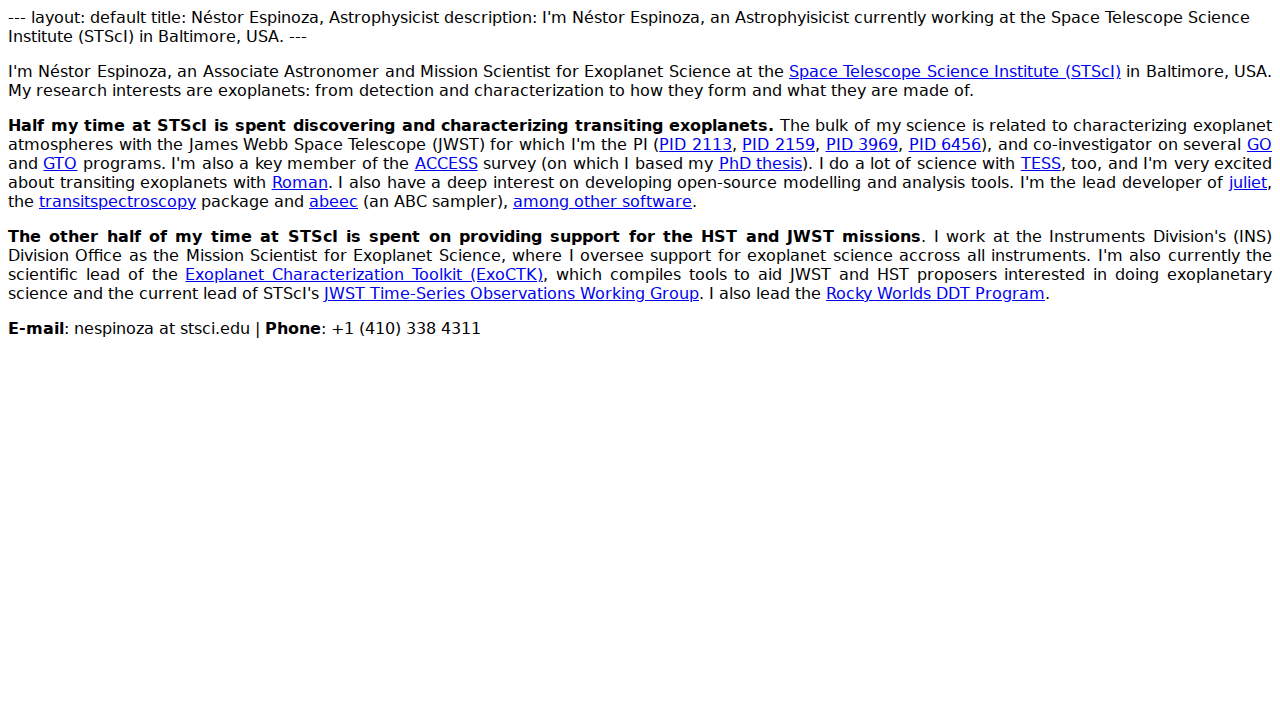 --- layout: default title: Néstor Espinoza, Astrophysicist description: I'm Néstor Espinoza, an Astrophyisicist currently working at the Space Telescope Science
Institute (STScI) in Baltimore, USA. ---
I'm Néstor Espinoza, an Associate Astronomer and Mission Scientist for Exoplanet Science at the Space Telescope Science Institute (STScI) in Baltimore, USA.
My research interests are exoplanets: from detection and characterization to how they form and what they are made of.
Half my time at STScI is spent discovering and characterizing transiting exoplanets. The bulk of my science is related to characterizing exoplanet
atmospheres with the James Webb Space Telescope (JWST) for which I'm the PI (PID 2113, PID 2159, PID 3969, PID 6456), and co-investigator on several GO
and GTO programs. I'm also a key member of the ACCESS survey (on which I based my PhD thesis). I do a lot of science with TESS, too, and I'm very excited
about transiting exoplanets with Roman. I also have a deep interest on developing open-source modelling and analysis tools. I'm the lead developer of juliet,
the transitspectroscopy package and abeec (an ABC sampler), among other software.
The other half of my time at STScI is spent on providing support for the HST and JWST missions. I work at the Instruments Division's (INS)
Division Office as the Mission Scientist for Exoplanet Science, where I oversee support for exoplanet science accross all instruments. I'm also currently the
scientific lead of the Exoplanet Characterization Toolkit (ExoCTK), which compiles tools to aid JWST and HST proposers interested in doing exoplanetary
science and the current lead of STScI's JWST Time-Series Observations Working Group. I also lead the Rocky Worlds DDT Program.
E-mail: nespinoza at stsci.edu | Phone: +1 (410) 338 4311